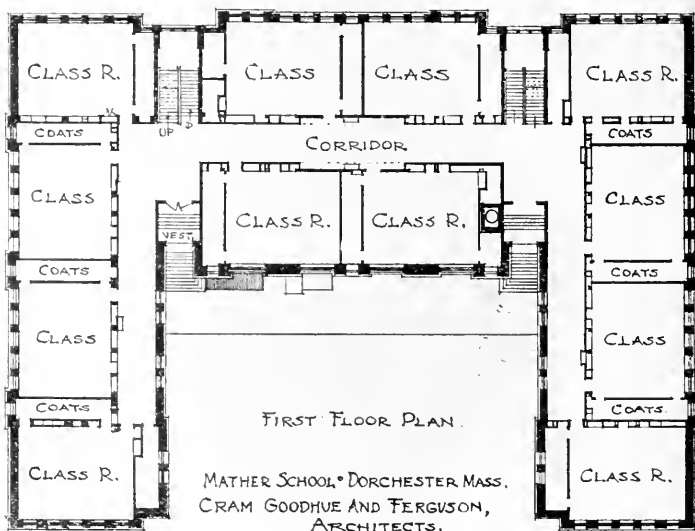 CLASS R.
CLASS
CLASS
CLASS R.
COATS
UP
D
CORRIDOR
COATS
CLASS
CLASS R.
CLASS R.
CLASS
VEST.
COATS
COATS
CLASS
CLASS
COATS
COATS.
CLASS R.
CLASS R.
FIRST FLOOR PLAN.
MATHER SCHOOL• DORCHESTER MASS.
CRAM GOODHUE AND FERGUSON,
ARCHITECTS.